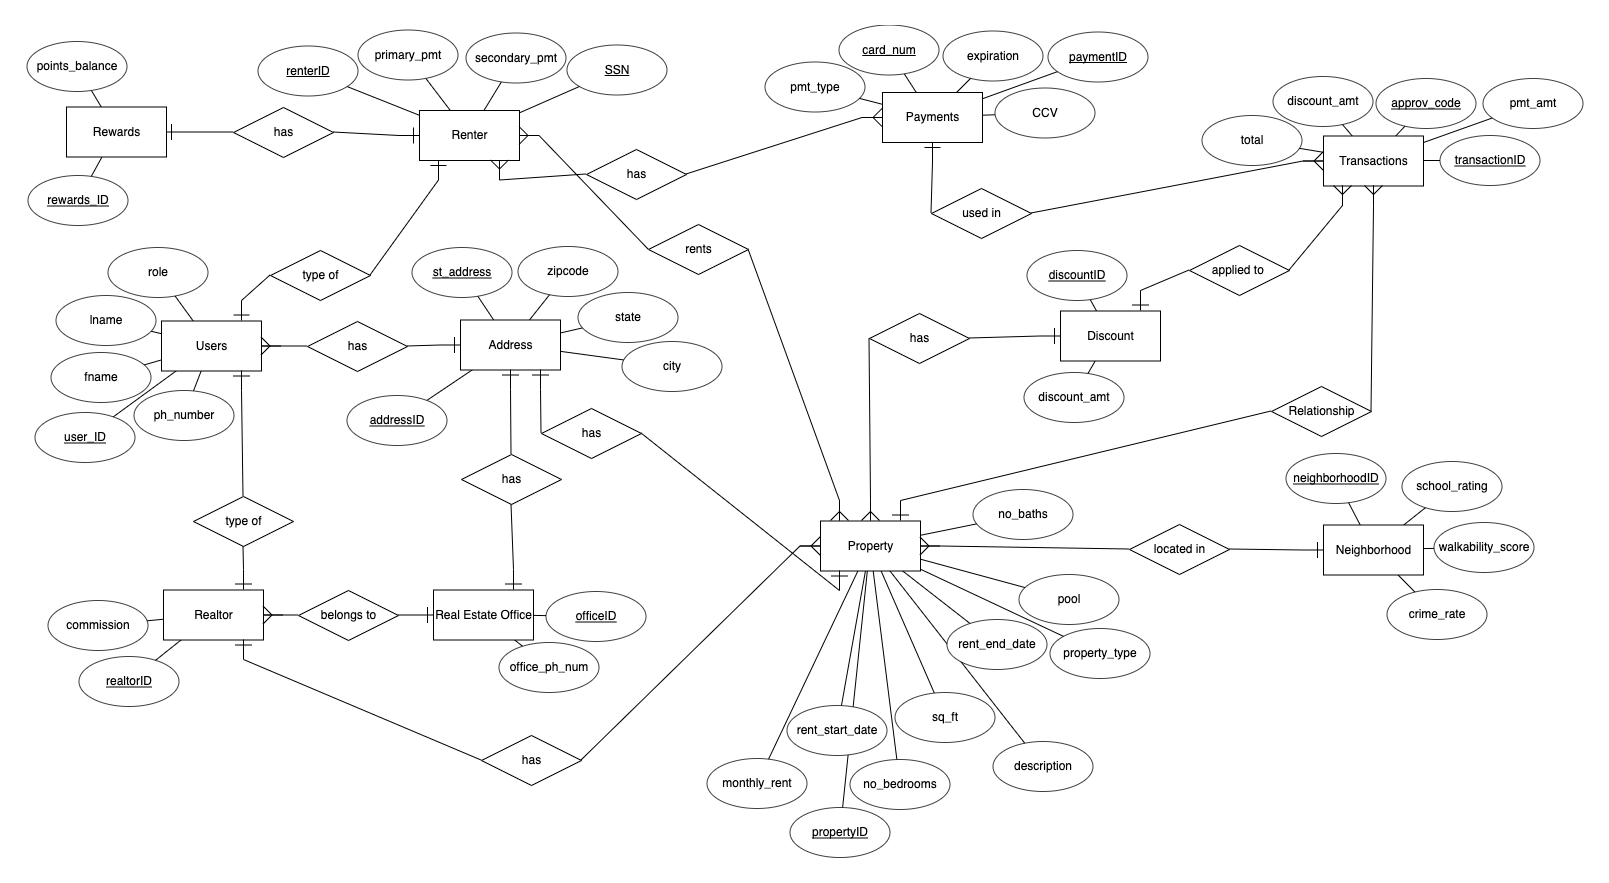 points_balance
Rewards
rewards_ID
has
renterID
primary_pmt
secondary_pmt
SSN
Renter
has
pmt_type
card_num
expiration
paymentID
CCV
Payments
used in
total
discount_amt
approv_code
pmt_amt
transactionID
Transactions
rents
type of
role
lname
fname
user_ID
ph_number
Users
has
st_address
zipcode
state
city
addressID
Address
has
has
discountID
Discount
discount_amt
applied to
has
Relationship
type of
commission
realtorID
Realtor
belongs to
Real Estate Office
officeID
office_ph_num
has
Property
no_baths
pool
property_type
rent_end_date
description
sq_ft
no_bedrooms
rent_start_date
propertyID
monthly_rent
located in
neighborhoodID
school_rating
walkability_score
crime_rate
Neighborhood